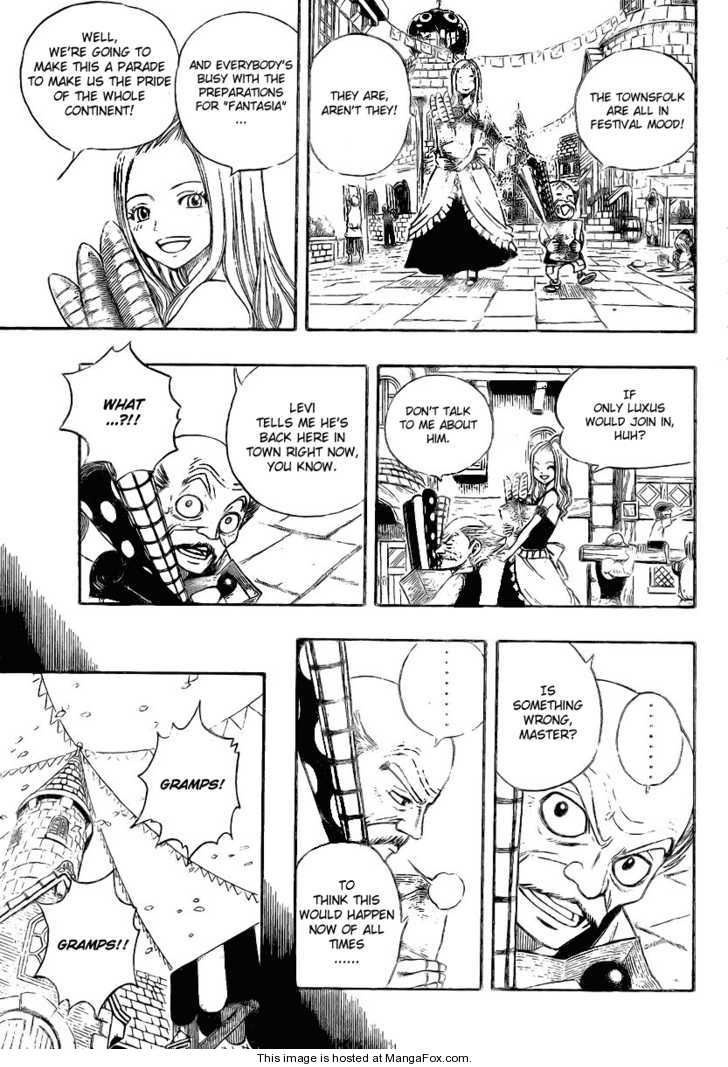 THE TOWNSFOLK
ARE ALL IN
FESTIVAL MOOD!
THEY ARE,
AREN'T THEY!
AND EVERYBODY'S
BUSY WITH THE
PREPARATIONS
FOR "FANTASIA"
...
WELL,
WE'RE GOING TO
MAKE THIS A PARADE
TO MAKE US THE PRIDE
OF THE WHOLE
CONTINENT!
IF
ONLY LUXUS
WOULD JOIN IN,
HUH?
DON'T TALK
TO ME ABOUT
HIM.
LEVI
TELLS ME HE'S
BACK HERE IN
TOWN RIGHT NOW,
YOU KNOW.
WHAT
...?!!
......
IS
SOMETHING
WRONG,
MASTER?
......
TO
THINK THIS
WOULD HAPPEN
NOW OF ALL
TIMES
......
GRAMPS!
GRAMPS!!
This image is hosted at MangaFox.com.